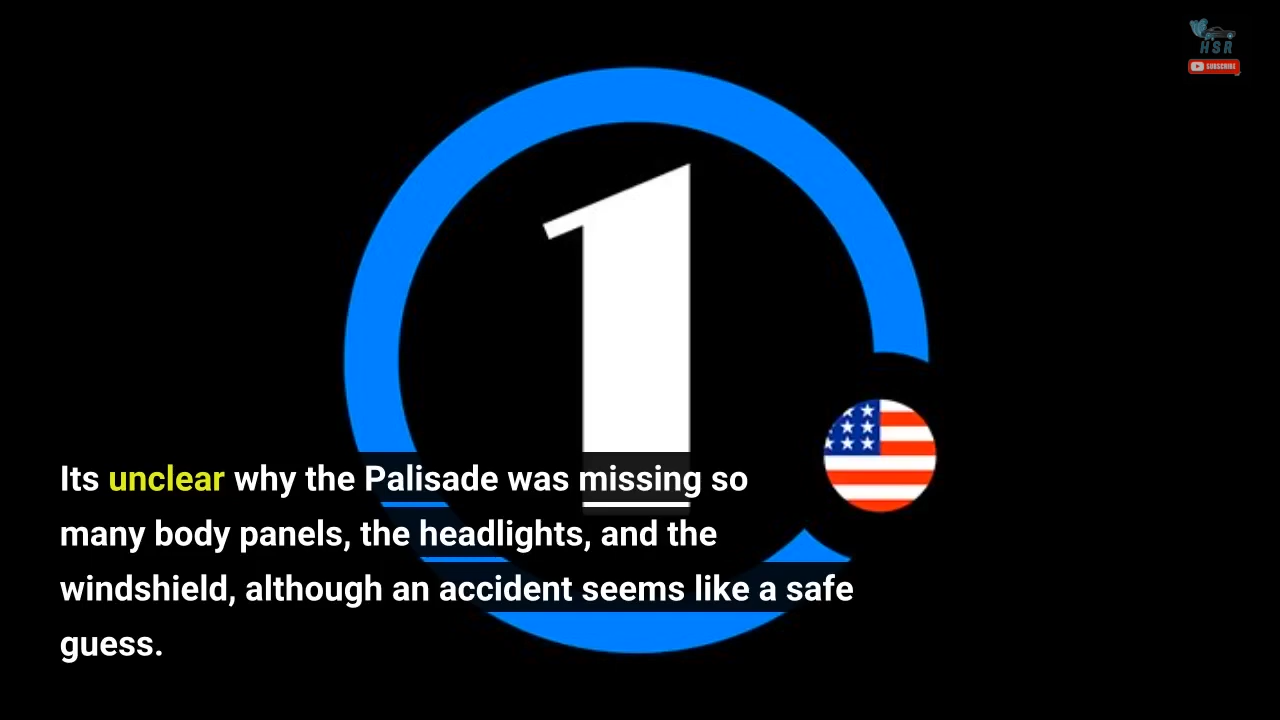 HSR
SUBSCRIBE
1
Its unclear why the Palisade was missing so
many body panels, the headlights, and the
windshield, although an accident seems like a safe
guess.